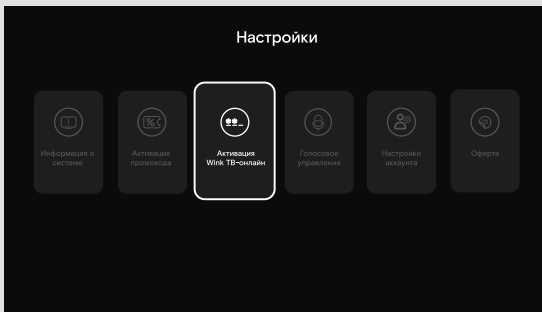 Настройки
Информация о
системе
Активация
промокода
Активация
Wink ТВ-онлайн
Голосовое
управление
Настройки
аккаунта
Оферта